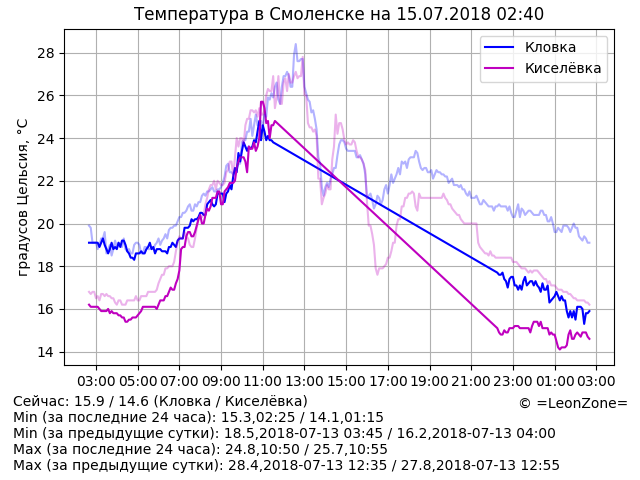 Температура в Смоленске на 15.07.2018 02:40
Кловка
Киселёвка
градусов Цельсия, °C
28
26
24
22
20
18
16
14
03:00 05:00 07:00 09:00 11:00 13:00 15:00 17:00 19:00 21:00 23:00 01:00 03:00
Сейчас: 15.9 / 14.6 (Кловка / Киселёвка)
© =LeonZone=
Min (за последние 24 часа): 15.3,02:25 / 14.1,01:15
Min (за предыдущие сутки): 18.5,2018-07-13 03:45 / 16.2,2018-07-13 04:00
Max (за последние 24 часа): 24.8,10:50 / 25.7,10:55
Max (за предыдущие сутки): 28.4,2018-07-13 12:35 / 27.8,2018-07-13 12:55